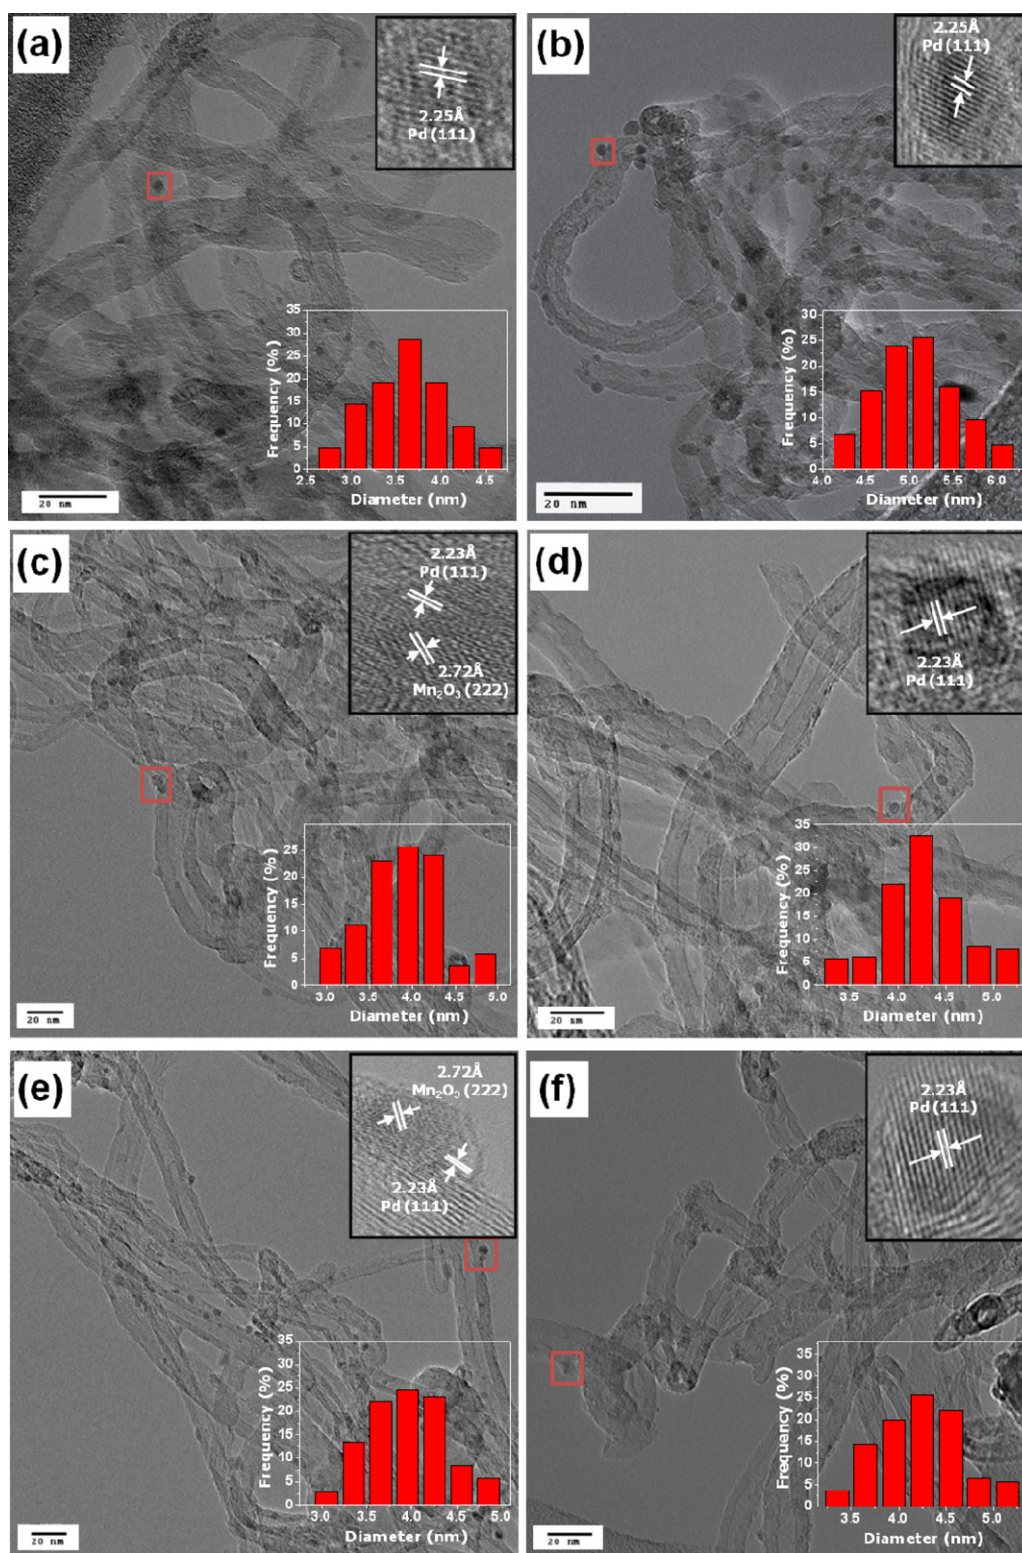 (a)
2.25Å
Pd (111)
35
30
25
20
15
10
5
0
Frequency (%)
2.5 3.0 3.5 4.0 4.5
Diameter (nm)
20 nm
(b)
2.25Å
Pd (111)
30
25
20
15
10
5
0
Frequency (%)
4.0 4.5 5.0 5.5 6.0
Diameter (nm)
20 nm
(c)
2.23Å
Pd (111)
2.72Å
Mn₂O₃ (222)
25
20
15
10
5
0
Frequency (%)
3.0 3.5 4.0 4.5 5.0
Diameter (nm)
20 nm
(d)
2.23Å
Pd (111)
35
30
25
20
15
10
5
0
Frequency (%)
3.5 4.0 4.5 5.0
Diameter (nm)
20 nm
(e)
2.72Å
Mn₂O₃ (222)
2.23Å
Pd (111)
35
30
25
20
15
10
5
0
Frequency (%)
3.0 3.5 4.0 4.5 5.0
Diameter (nm)
20 nm
(f)
2.23Å
Pd (111)
35
30
25
20
15
10
5
0
Frequency (%)
3.5 4.0 4.5 5.0
Diameter (nm)
20 nm